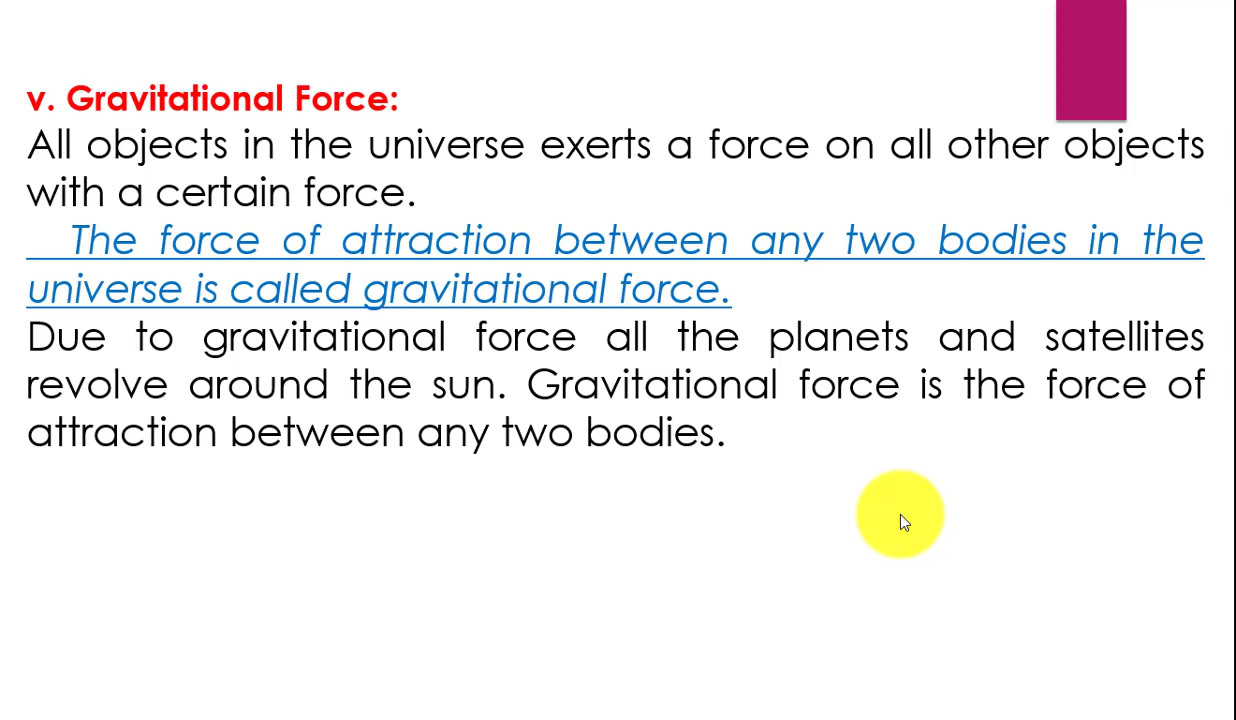 v. Gravitational Force:
All objects in the universe exerts a force on all other objects
with a certain force.
The force of attraction between any two bodies in the
universe is called gravitational force.
Due to gravitational force all the planets and satellites
revolve around the sun. Gravitational force is the force of
attraction between any two bodies.